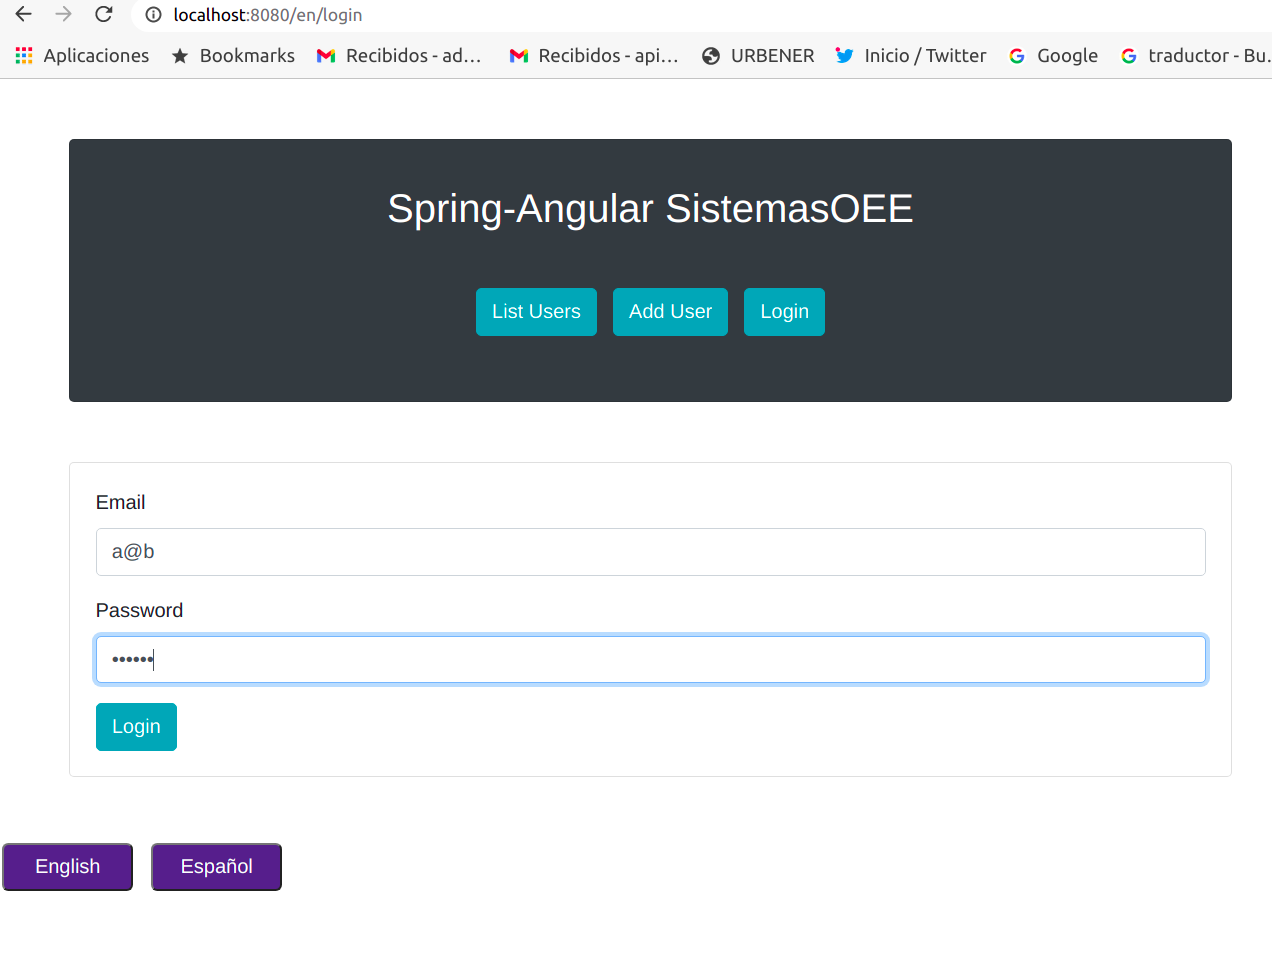 localhost:8080/en/login
Aplicaciones Bookmarks Recibidos - ad... Recibidos - api... URBENER Inicio / Twitter Google traductor - Bu...
Spring-Angular SistemasOEE
List Users Add User Login
Email
a@b
Password
••••••
Login
English Español